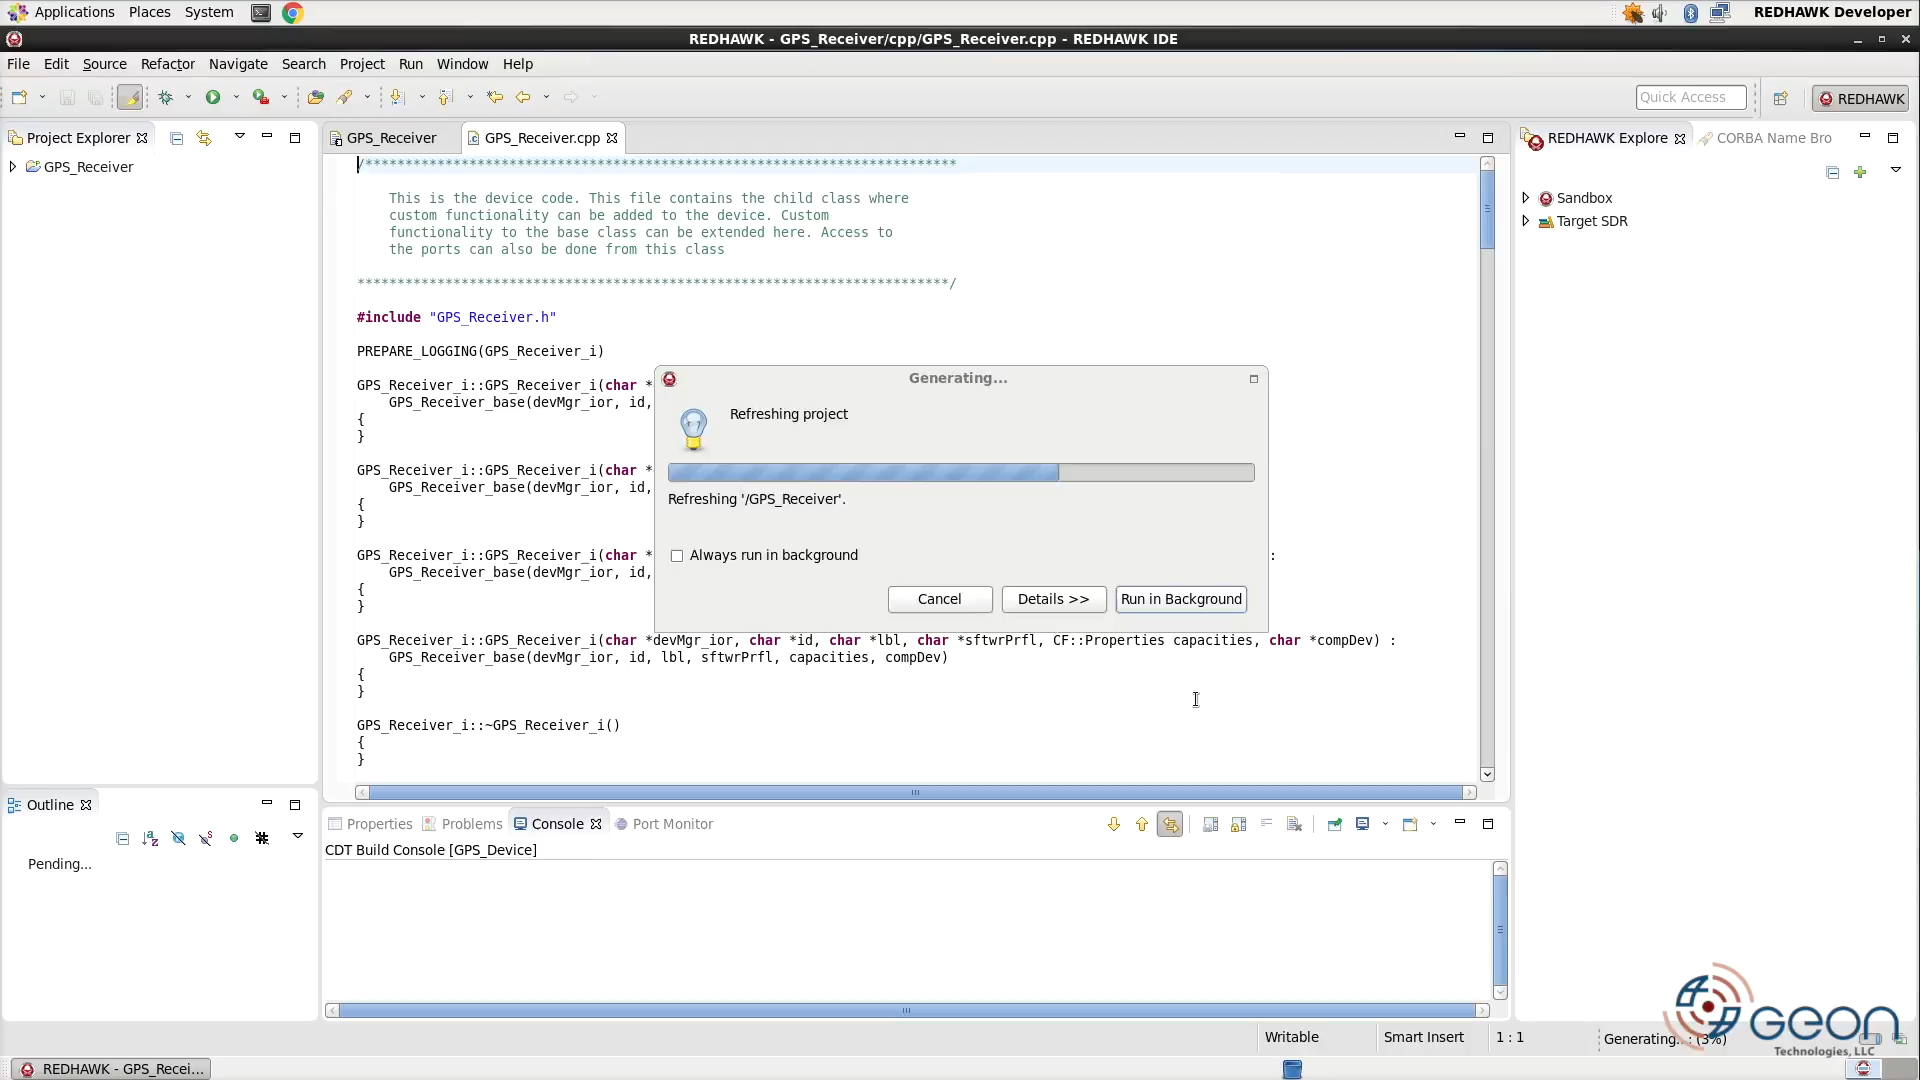 Applications Places System REDHAWK Developer
REDHAWK - GPS_Receiver/cpp/GPS_Receiver.cpp - REDHAWK IDE
File Edit Source Refactor Navigate Search Project Run Window Help
Quick Access REDHAWK
Project Explorer
GPS_Receiver
GPS_Receiver GPS_Receiver.cpp
/**************************************************************************
This is the device code. This file contains the child class where
custom functionality can be added to the device. Custom
functionality to the base class can be extended here. Access to
the ports can also be done from this class
**************************************************************************/
#include "GPS_Receiver.h"
PREPARE_LOGGING(GPS_Receiver_i)
GPS_Receiver_i::GPS_Receiver_i(char *
GPS_Receiver_base(devMgr_ior, id,
{
}
GPS_Receiver_i::GPS_Receiver_i(char *
GPS_Receiver_base(devMgr_ior, id,
{
}
GPS_Receiver_i::GPS_Receiver_i(char * :
GPS_Receiver_base(devMgr_ior, id,
{
}
GPS_Receiver_i::GPS_Receiver_i(char *devMgr_ior, char *id, char *lbl, char *sftwrPrfl, CF::Properties capacities, char *compDev) :
GPS_Receiver_base(devMgr_ior, id, lbl, sftwrPrfl, capacities, compDev)
{
}
GPS_Receiver_i::~GPS_Receiver_i()
{
}
Generating...
Refreshing project
Refreshing '/GPS_Receiver'.
Always run in background
Cancel Details >> Run in Background
REDHAWK Explore CORBA Name Bro
Sandbox
Target SDR
Outline
Pending...
Properties Problems Console Port Monitor
CDT Build Console [GPS_Device]
Writable Smart Insert 1 : 1 Generating...: (3%)
GEON
Technologies, LLC
REDHAWK - GPS_Recei...